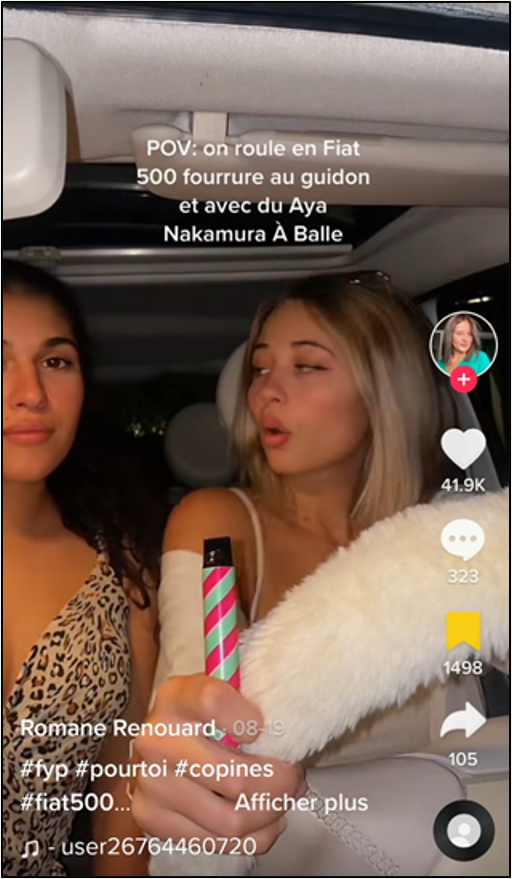 POV: on roule en Fiat
500 fourrure au guidon
et avec du Aya
Nakamura À Balle
41.9K
323
1498
105
Romane Renouard · 08-19
#fyp #pourtoi #copines
#fiat500... Afficher plus
- user26764460720